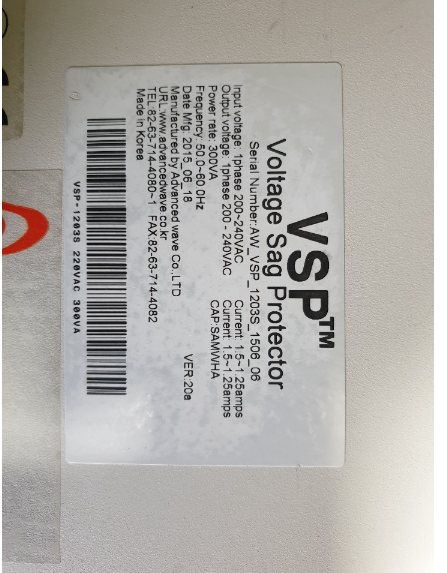 VSP™
Voltage Sag Protector
Serial Number:AW_VSP_1203S_1506_06
Input voltage: 1phase 200~240VAC Current: 1.5~1.25amps
Output voltage: 1phase 200 - 240VAC Current: 1.5~1.25amps
Power rate: 300VA CAP:SAMWHA
Frequency: 50.0~60.0Hz
Date Mfg: 2015_06_18 VER:20a
Manufactured by Advanced wave Co.,LTD
URL:www.advancedwave.co.kr
TEL 82-63-714-4080~1 FAX 82-63-714-4082
Made in Korea
VSP-1203S 220VAC 300VA